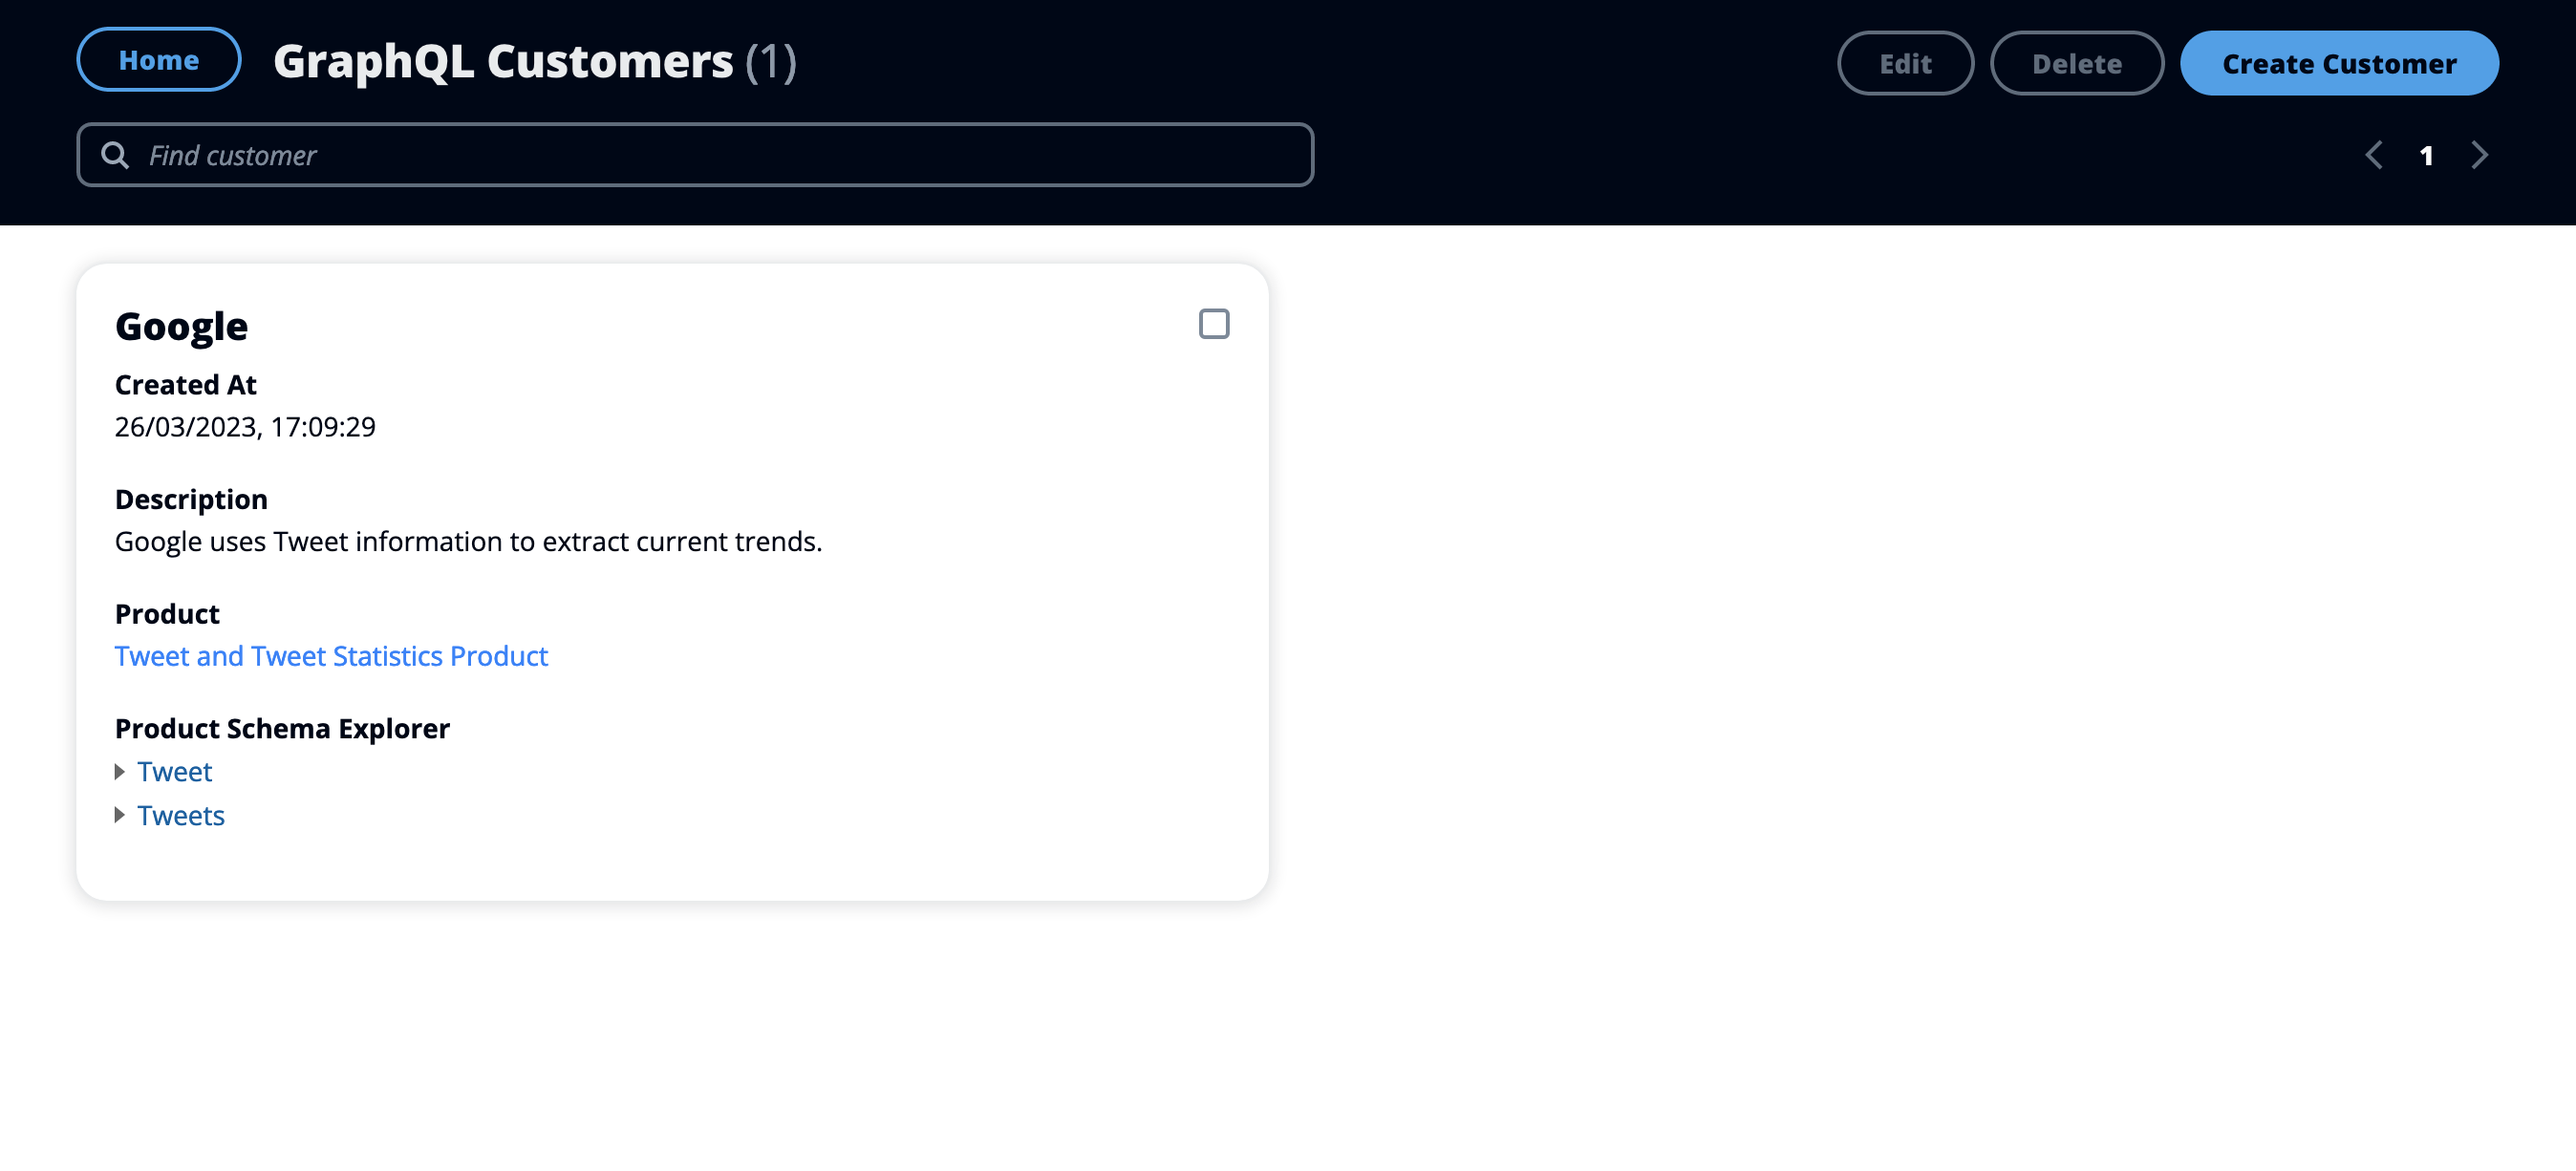 Home
GraphQL Customers (1)
Edit
Delete
Create Customer
Find customer
1
Google
Created At
26/03/2023, 17:09:29
Description
Google uses Tweet information to extract current trends.
Product
Tweet and Tweet Statistics Product
Product Schema Explorer
Tweet
Tweets